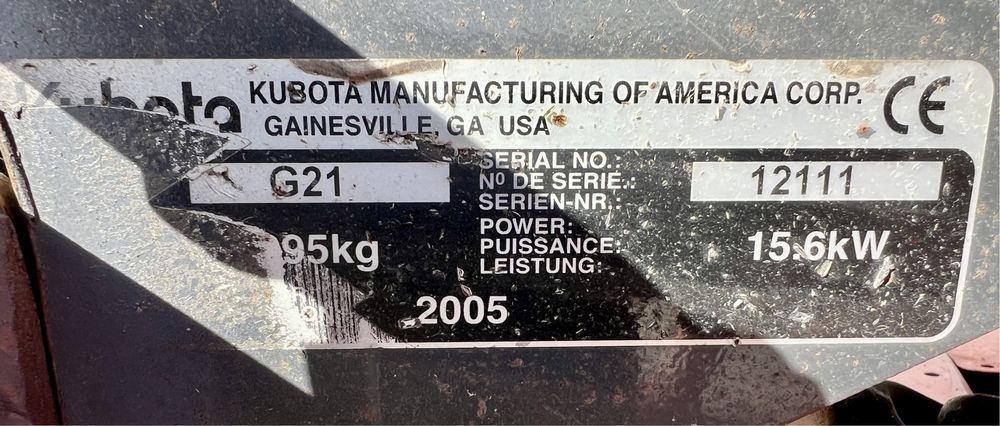 Kubota KUBOTA MANUFACTURING OF AMERICA CORP. CE
GAINESVILLE, GA USA
G21
SERIAL NO.:
Nº DE SERIE.:
SERIEN-NR.:
12111
95kg
POWER:
PUISSANCE:
LEISTUNG:
15.6kW
2005